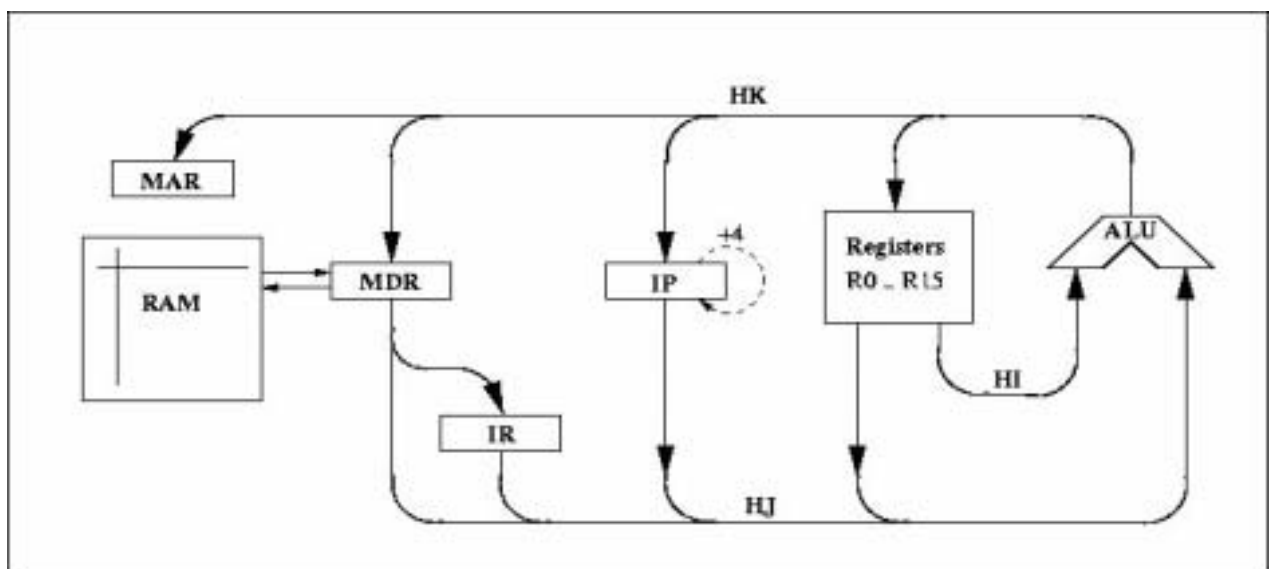 HK
MAR
+4
Registers
R0 .. R15
ALU
RAM
MDR
IP
HI
IR
HJ